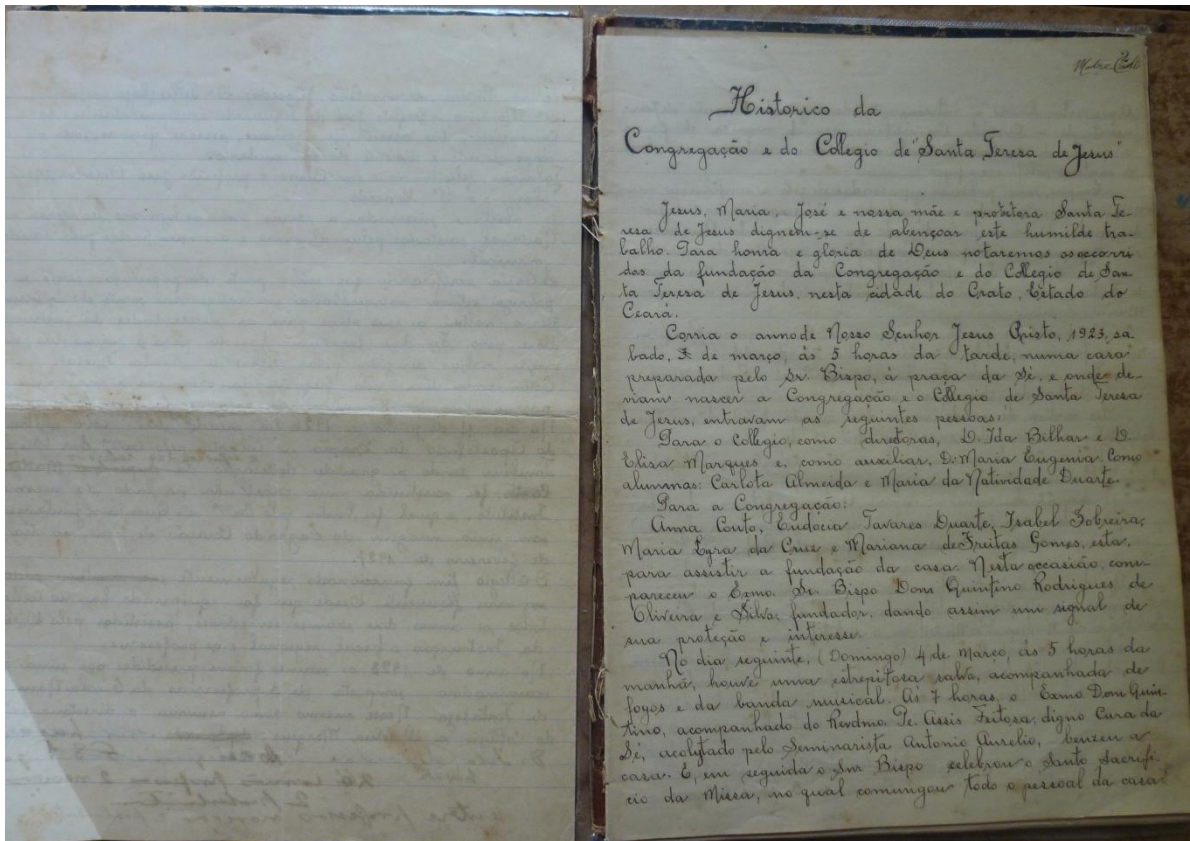 Madre Couto
2
Historico da
Congregação e do Collegio de "Santa Teresa de Jesus"
Jesus, Maria, José e nossa mãe e protetora Santa Te-
resa de Jesus dignem-se de abençoar este humilde tra-
balho. Para honra e gloria de Deus notaremos os occorri
dos da fundação da Congregação e do Collegio de San-
ta Teresa de Jesus, nesta cidade do Crato, Estado do
Ceará.
Corria o anno de Nosso Senhor Jesus Cristo, 1923, sa
bado, 3 de março, ás 5 horas da tarde, numa casa
preparada pelo Sr. Bispo, á praça da Sé, e onde de-
viam nascer a Congregação e o Collegio de Santa Teresa
de Jesus, entravam as seguintes pessoas:
Para o Collegio, como diretoras, D. Ida Bilhar e D.
Elisa Marques e, como auxiliar, D. Maria Eugenia. Como
alumnas: Carlota Almeida e Maria da Natividade Duarte.
Para a Congregação:
Anna Couto, Eudocia Tavares Duarte, Isabel Sobreira,
Maria Lyra da Cruz e Mariana de Freitas Gomes, esta,
para assistir a fundação da casa. Nesta occasião, com-
pareceu o Exmo. Sr. Bispo Dom Quintino Rodrigues de
Oliveira e Silva, fundador, dando assim um signal de
sua proteção e interesse.
No dia seguinte, (Domingo) 4 de março, ás 5 horas da
manhã, houve uma estrepitosa salva, acompanhada de
fogos e da banda musical. Ás 7 horas, o Exmo Dom Quin-
tino, acompanhado do Revdmo. Pe. Assis Feitosa, digno Cura da
Sé, acolytado pelo Seminarista Antonio Aurelio, benzeu a
casa. E, em seguida o Snr Bispo celebrou o Santo Sacrifi-
cio da Missa, no qual comungou todo o pessoal da casa